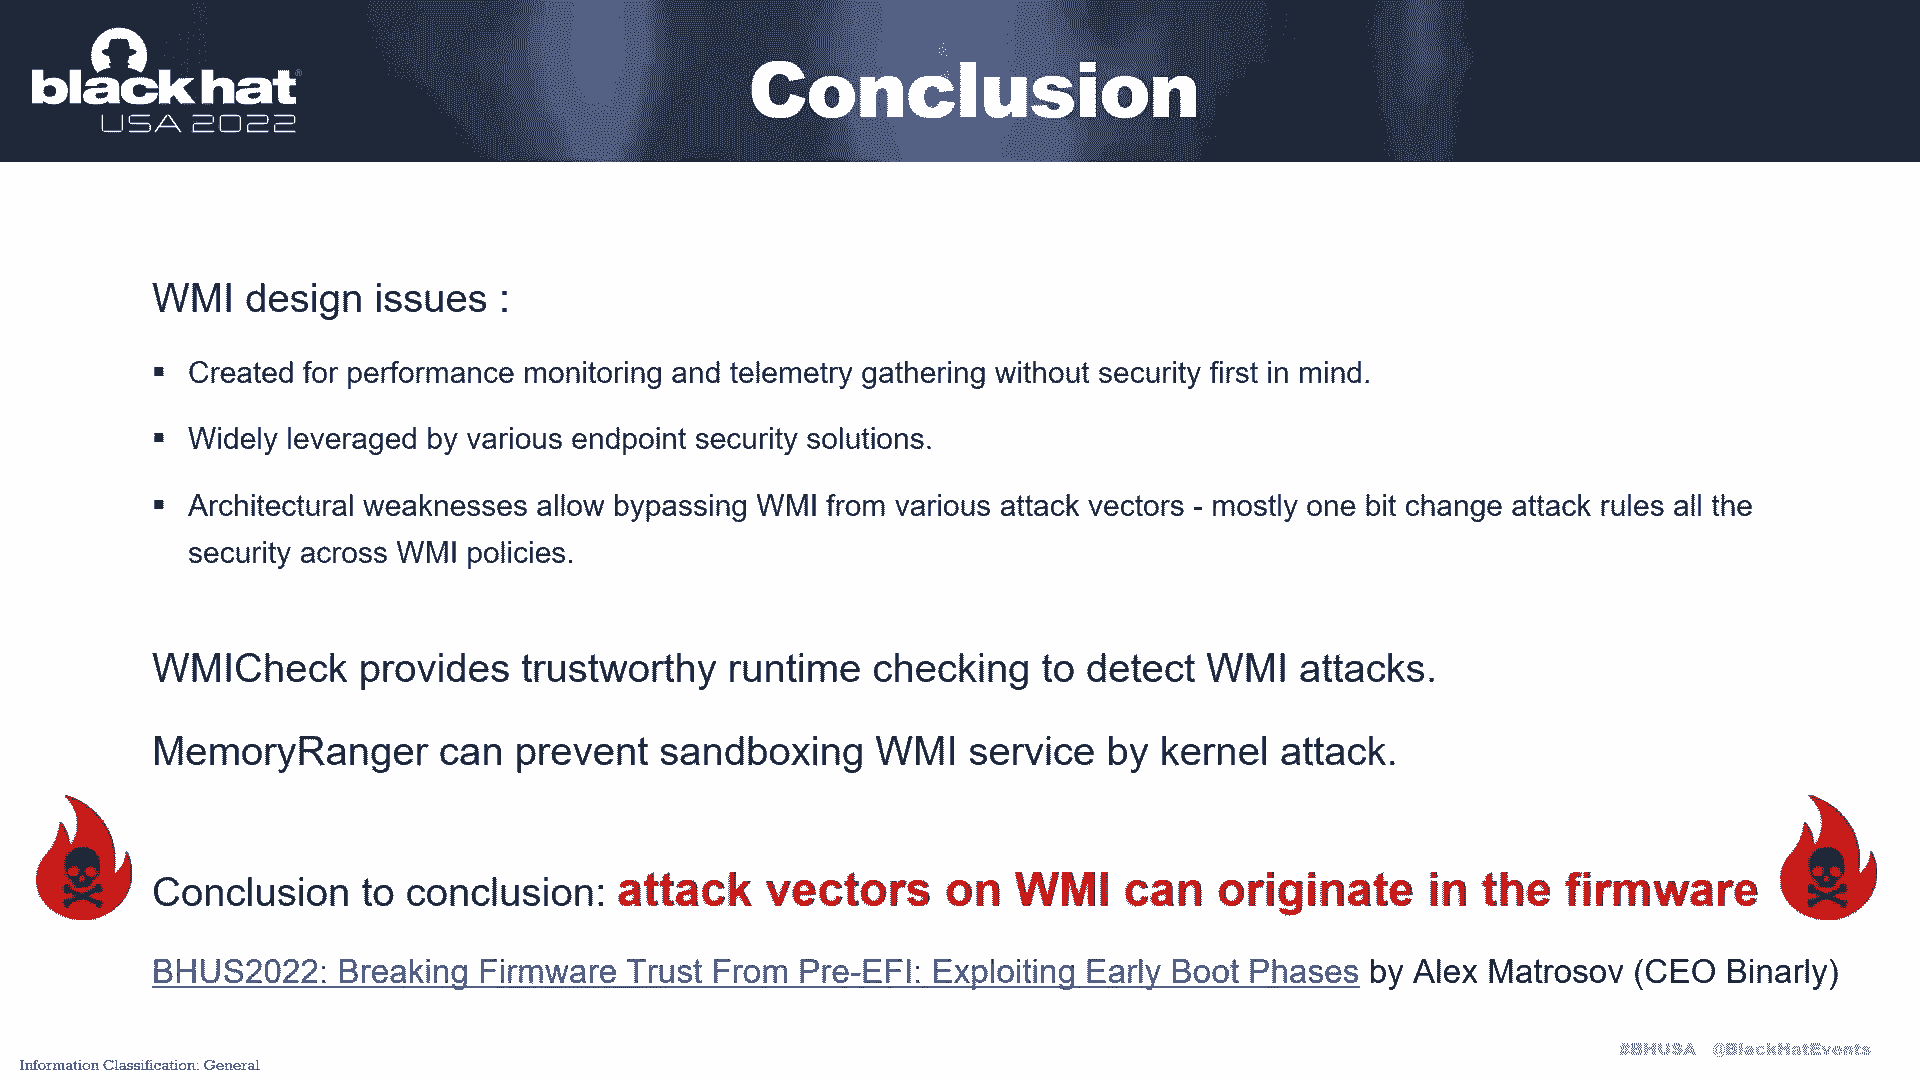 blackhat®
USA 2022
Conclusion
WMI design issues :
▪ Created for performance monitoring and telemetry gathering without security first in mind.
▪ Widely leveraged by various endpoint security solutions.
▪ Architectural weaknesses allow bypassing WMI from various attack vectors - mostly one bit change attack rules all the
security across WMI policies.
WMICheck provides trustworthy runtime checking to detect WMI attacks.
MemoryRanger can prevent sandboxing WMI service by kernel attack.
Conclusion to conclusion: attack vectors on WMI can originate in the firmware
BHUS2022: Breaking Firmware Trust From Pre-EFI: Exploiting Early Boot Phases by Alex Matrosov (CEO Binarly)
#BHUSA @BlackHatEvents
Information Classification: General